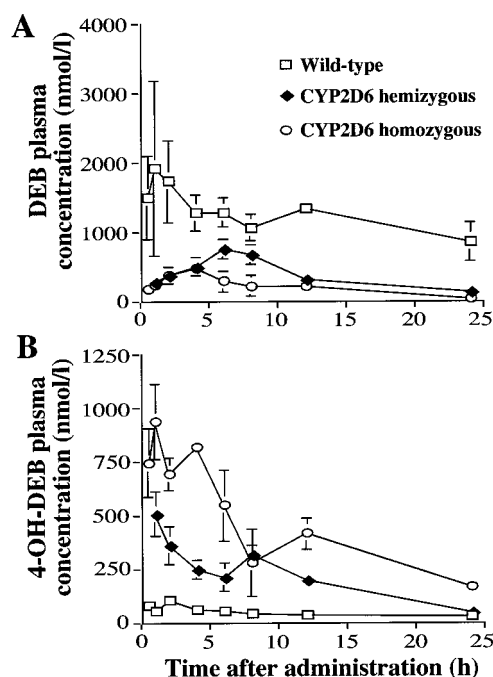 A
DEB plasma
concentration (nmol/l)
4000
3000
2000
1000
0
Wild-type
CYP2D6 hemizygous
CYP2D6 homozygous
0 5 10 15 20 25
B
4-OH-DEB plasma
concentration (nmol/l)
1250
1000
750
500
250
0
0 5 10 15 20 25
Time after administration (h)